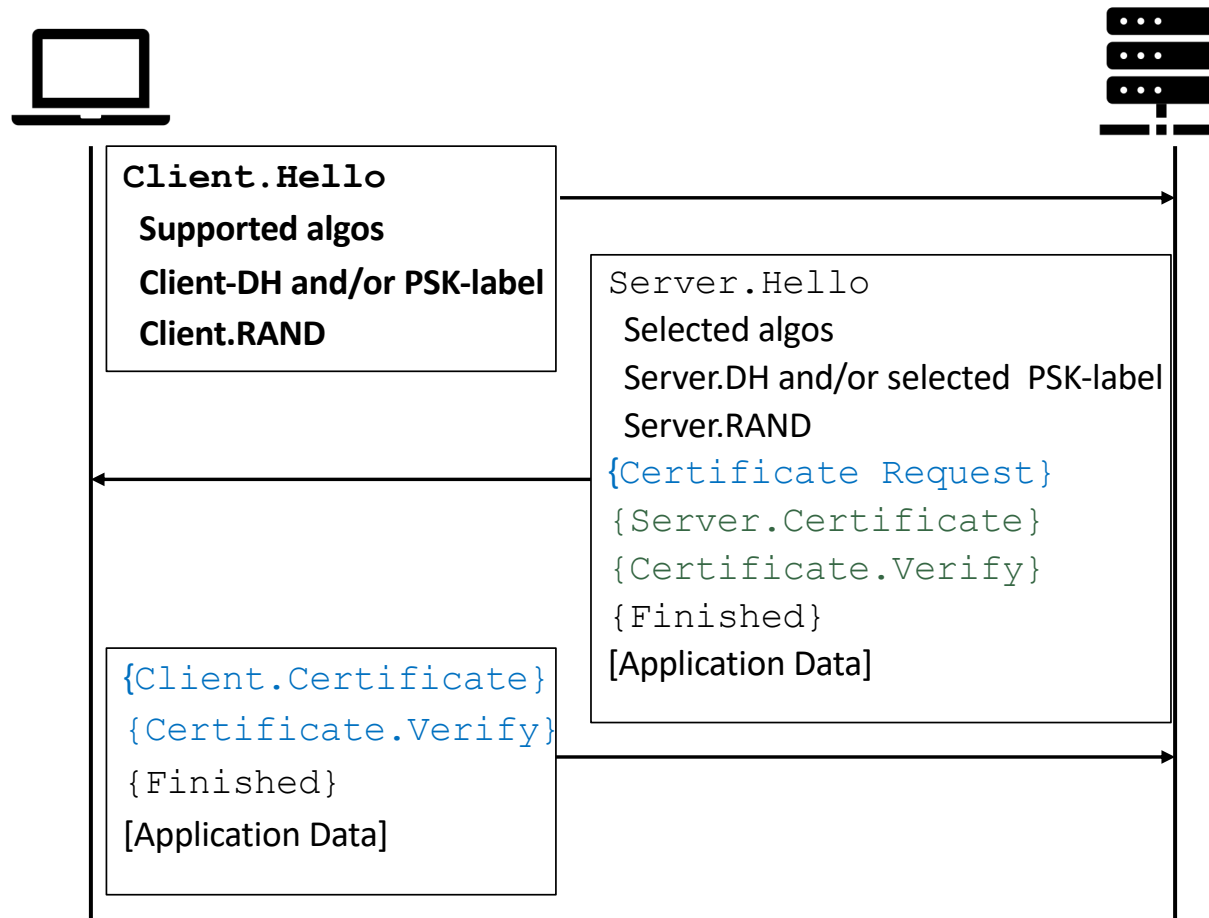 Client.Hello
Supported algos
Client-DH and/or PSK-label
Client.RAND
Server.Hello
Selected algos
Server.DH and/or selected PSK-label
Server.RAND
{Certificate Request}
{Server.Certificate}
{Certificate.Verify}
{Finished}
[Application Data]
{Client.Certificate}
{Certificate.Verify}
{Finished}
[Application Data]